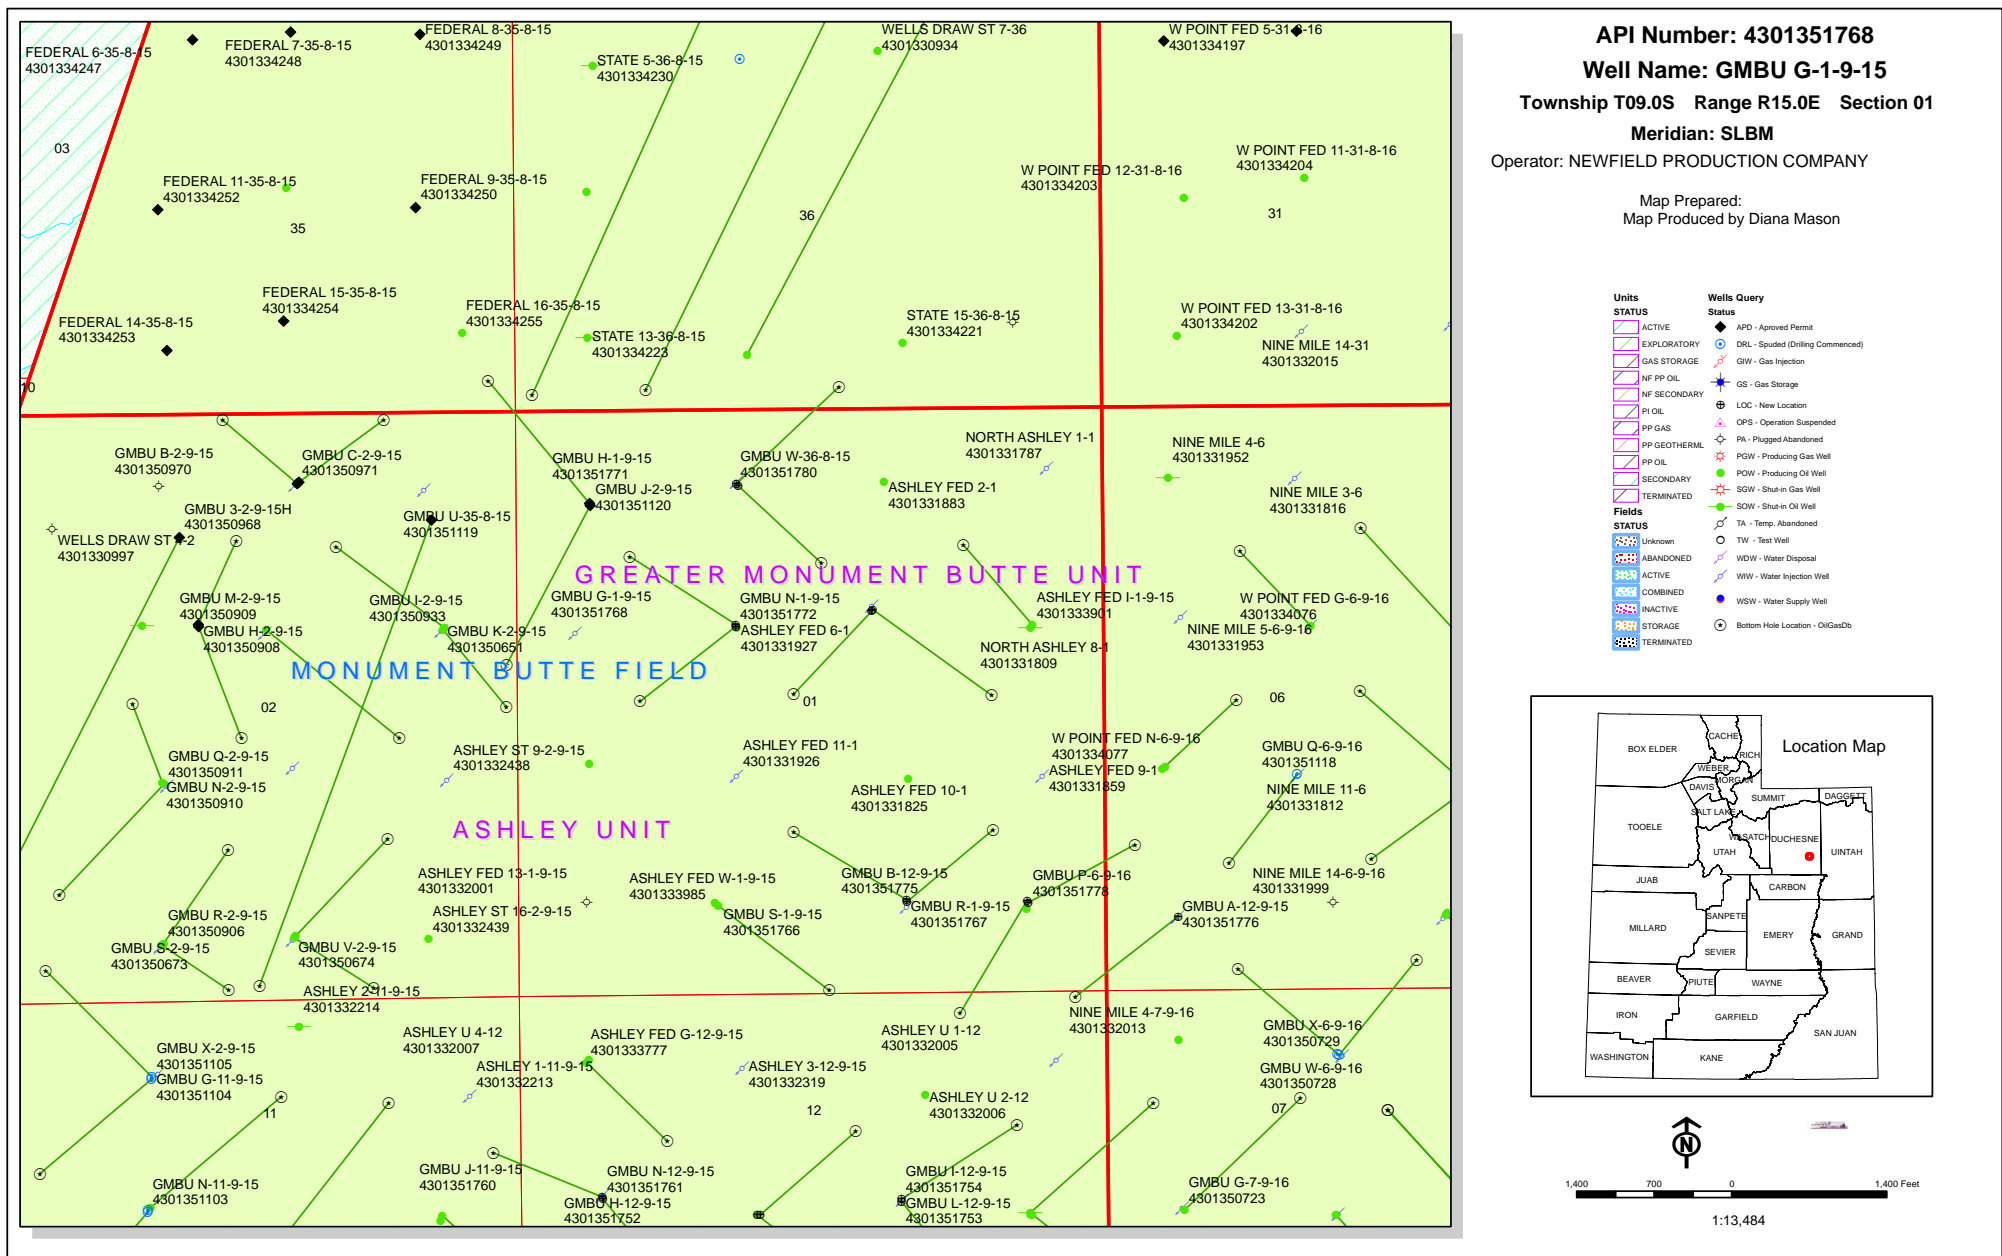 API Number: 4301351768
Well Name: GMBU G-1-9-15
Township T09.0S Range R15.0E Section 01
Meridian: SLBM
Operator: NEWFIELD PRODUCTION COMPANY
Map Prepared:
Map Produced by Diana Mason
FEDERAL 6-35-8-15
4301334247
FEDERAL 7-35-8-15
4301334248
FEDERAL 8-35-8-15
4301334249
STATE 5-36-8-15
4301334230
WELLS DRAW ST 7-36
4301330934
W POINT FED 5-31-8-16
4301334197
03
FEDERAL 11-35-8-15
4301334252
35
FEDERAL 9-35-8-15
4301334250
36
W POINT FED 12-31-8-16
4301334203
W POINT FED 11-31-8-16
4301334204
31
FEDERAL 14-35-8-15
4301334253
FEDERAL 15-35-8-15
4301334254
FEDERAL 16-35-8-15
4301334255
STATE 13-36-8-15
4301334223
STATE 15-36-8-15
4301334221
W POINT FED 13-31-8-16
4301334202
NINE MILE 14-31
4301332015
10
GMBU B-2-9-15
4301350970
GMBU C-2-9-15
4301350971
GMBU H-1-9-15
4301351771
GMBU J-2-9-15
4301351120
GMBU W-36-8-15
4301351780
NORTH ASHLEY 1-1
4301331787
ASHLEY FED 2-1
4301331883
NINE MILE 4-6
4301331952
NINE MILE 3-6
4301331816
GMBU 3-2-9-15H
4301350968
WELLS DRAW ST 4-2
4301330997
GMBU U-35-8-15
4301351119
GREATER MONUMENT BUTTE UNIT
GMBU M-2-9-15
4301350909
GMBU H-2-9-15
4301350908
GMBU I-2-9-15
4301350933
GMBU K-2-9-15
4301350651
GMBU G-1-9-15
4301351768
GMBU N-1-9-15
4301351772
ASHLEY FED 6-1
4301331927
ASHLEY FED I-1-9-15
4301333901
NORTH ASHLEY 8-1
4301331809
W POINT FED G-6-9-16
4301334076
NINE MILE 5-6-9-16
4301331953
MONUMENT BUTTE FIELD
02
01
06
GMBU Q-2-9-15
4301350911
GMBU N-2-9-15
4301350910
ASHLEY ST 9-2-9-15
4301332438
ASHLEY FED 11-1
4301331926
ASHLEY FED 10-1
4301331825
W POINT FED N-6-9-16
4301334077
ASHLEY FED 9-1
4301331859
GMBU Q-6-9-16
4301351118
NINE MILE 11-6
4301331812
ASHLEY UNIT
ASHLEY FED 13-1-9-15
4301332001
ASHLEY ST 16-2-9-15
4301332439
ASHLEY FED W-1-9-15
4301333985
GMBU S-1-9-15
4301351766
GMBU B-12-9-15
4301351775
GMBU R-1-9-15
4301351767
GMBU P-6-9-16
4301351778
GMBU A-12-9-15
4301351776
NINE MILE 14-6-9-16
4301331999
GMBU R-2-9-15
4301350906
GMBU S-2-9-15
4301350673
GMBU V-2-9-15
4301350674
ASHLEY 2-11-9-15
4301332214
ASHLEY U 4-12
4301332007
ASHLEY 1-11-9-15
4301332213
ASHLEY FED G-12-9-15
4301333777
ASHLEY 3-12-9-15
4301332319
ASHLEY U 1-12
4301332005
ASHLEY U 2-12
4301332006
NINE MILE 4-7-9-16
4301332013
GMBU X-6-9-16
4301350729
GMBU W-6-9-16
4301350728
GMBU X-2-9-15
4301351105
GMBU G-11-9-15
4301351104
11
12
07
GMBU N-11-9-15
4301351103
GMBU J-11-9-15
4301351760
GMBU N-12-9-15
4301351761
GMBU H-12-9-15
4301351752
GMBU I-12-9-15
4301351754
GMBU L-12-9-15
4301351753
GMBU G-7-9-16
4301350723
Units
STATUS
ACTIVE
EXPLORATORY
GAS STORAGE
NF PP OIL
NF SECONDARY
PI OIL
PP GAS
PP GEOTHERML
PP OIL
SECONDARY
TERMINATED
Fields
STATUS
Unknown
ABANDONED
ACTIVE
COMBINED
INACTIVE
STORAGE
TERMINATED
Wells Query
Status
APD - Aproved Permit
DRL - Spuded (Drilling Commenced)
GIW - Gas Injection
GS - Gas Storage
LOC - New Location
OPS - Operation Suspended
PA - Plugged Abandoned
PGW - Producing Gas Well
POW - Producing Oil Well
SGW - Shut-in Gas Well
SOW - Shut-in Oil Well
TA - Temp. Abandoned
TW - Test Well
WDW - Water Disposal
WIW - Water Injection Well
WSW - Water Supply Well
Bottom Hole Location - OilGasDb
Location Map
BOX ELDER
CACHE
RICH
WEBER
MORGAN
DAVIS
SUMMIT
DAGGETT
SALT LAKE
TOOELE
WASATCH
DUCHESNE
UTAH
UINTAH
JUAB
CARBON
SANPETE
MILLARD
EMERY
GRAND
SEVIER
BEAVER
PIUTE
WAYNE
IRON
GARFIELD
SAN JUAN
WASHINGTON
KANE
N
1,400 700 0 1,400 Feet
1:13,484